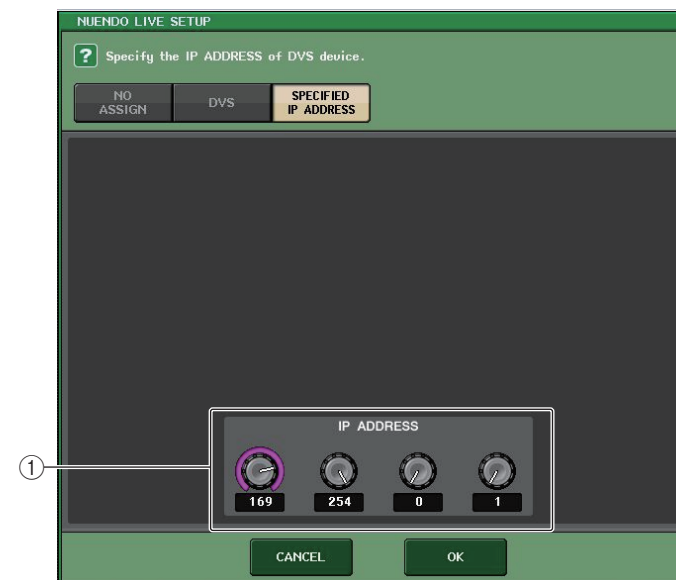 NUENDO LIVE SETUP
? Specify the IP ADDRESS of DVS device.
NO ASSIGN
DVS
SPECIFIED IP ADDRESS
IP ADDRESS
169 254 0 1
①
CANCEL OK